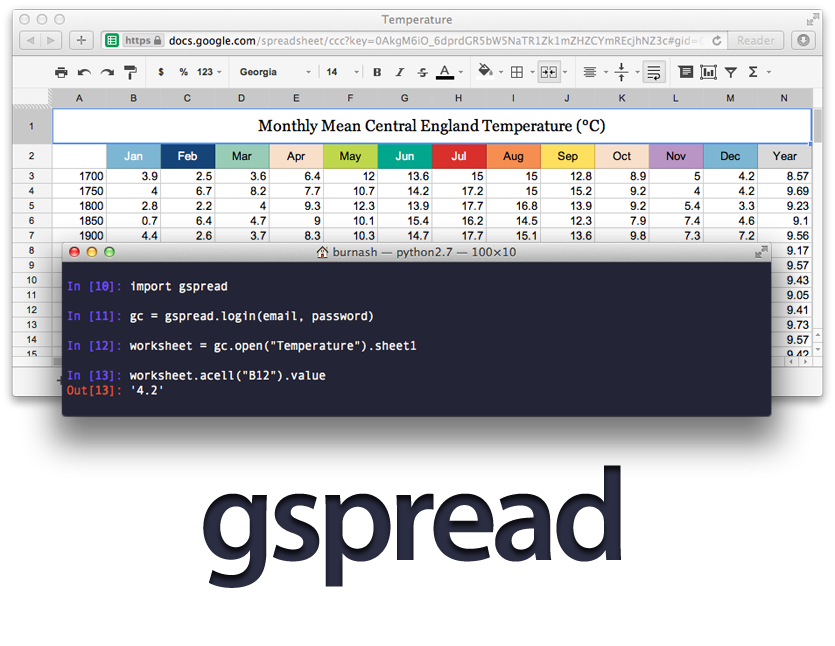 Temperature
https docs.google.com/spreadsheet/ccc?key=0AkgM6iO_6dprdGR5bW5NaTR1Zk1mZHZCYmREcjhNZ3c#gid= Reader
$ % 123 Georgia 14 B I S A Σ
A B C D E F G H I J K L M N
1 Monthly Mean Central England Temperature (°C)
2 Jan Feb Mar Apr May Jun Jul Aug Sep Oct Nov Dec Year
3 1700 3.9 2.5 3.6 6.4 12 13.6 15 15 12.8 8.9 5 4.2 8.57
4 1750 4 6.7 8.2 7.7 10.7 14.2 17.2 15 15.2 9.2 4 4.2 9.69
5 1800 2.8 2.2 4 9.3 12.3 13.9 17.7 16.8 13.9 9.2 5.4 3.3 9.23
6 1850 0.7 6.4 4.7 9 10.1 15.4 16.2 14.5 12.3 7.9 7.4 4.6 9.1
7 1900 4.4 2.6 3.7 8.3 10.3 14.7 17.7 15.1 13.6 9.8 7.3 7.2 9.56
8 9.17
9 9.57
10 9.43
11 9.05
12 9.41
13 9.73
14 9.57
15 9.42
burnash — python2.7 — 100×10
In [10]: import gspread
In [11]: gc = gspread.login(email, password)
In [12]: worksheet = gc.open("Temperature").sheet1
In [13]: worksheet.acell("B12").value
Out[13]: '4.2'
gspread